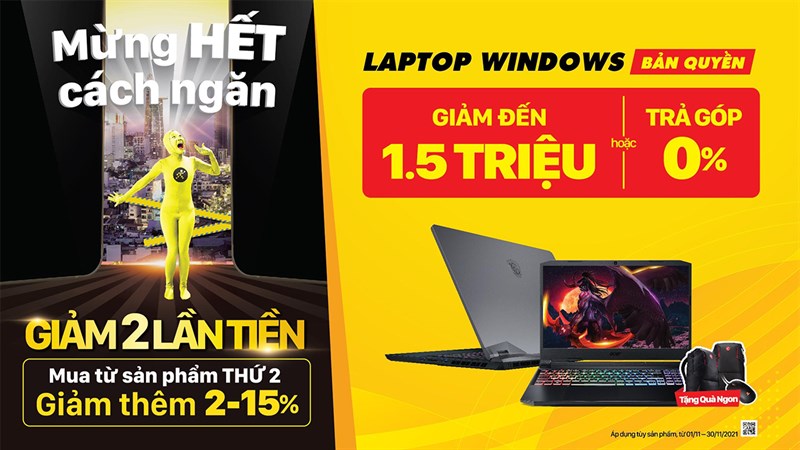 Mừng HẾT
cách ngăn
GIẢM 2 LẦN TIỀN
Mua từ sản phẩm THỨ 2
Giảm thêm 2-15%
LAPTOP WINDOWS BẢN QUYỀN
GIẢM ĐẾN
1.5 TRIỆU
hoặc
TRẢ GÓP
0%
Tặng Quà Ngon
Áp dụng tùy sản phẩm, từ 01/11 – 30/11/2021